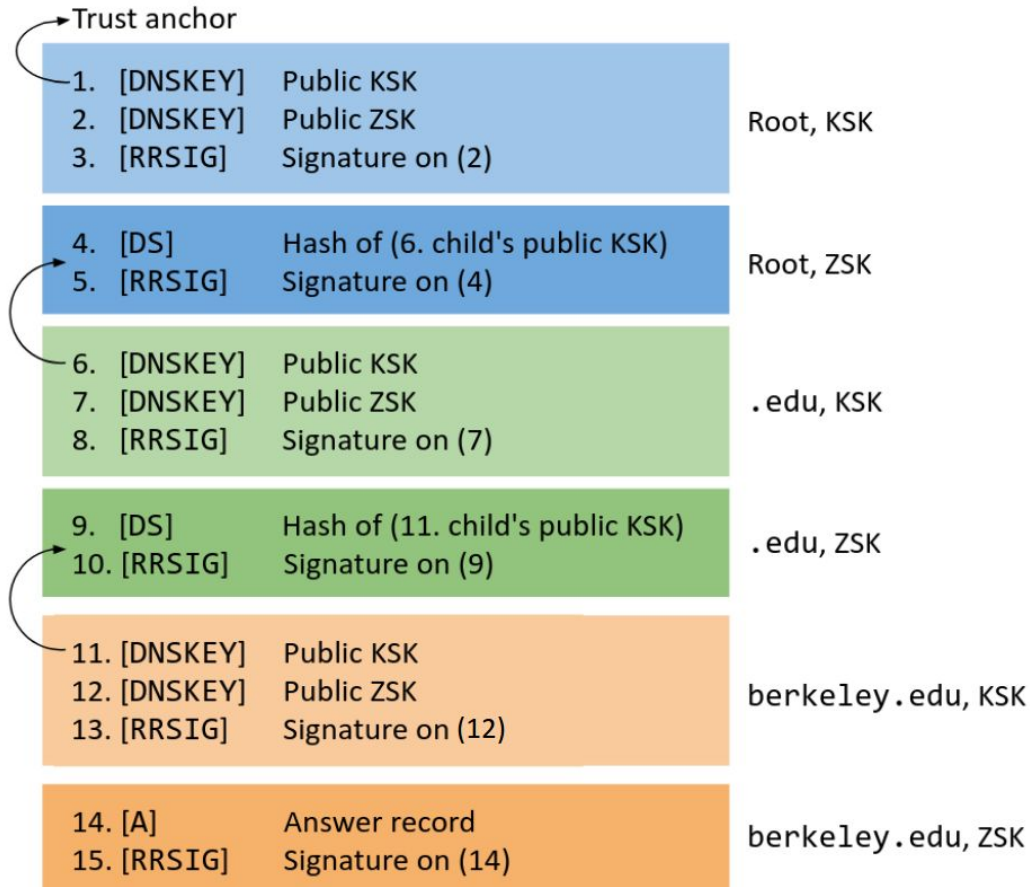 Trust anchor
1. [DNSKEY] Public KSK
2. [DNSKEY] Public ZSK
3. [RRSIG] Signature on (2)
Root, KSK
4. [DS] Hash of (6. child's public KSK)
5. [RRSIG] Signature on (4)
Root, ZSK
6. [DNSKEY] Public KSK
7. [DNSKEY] Public ZSK
8. [RRSIG] Signature on (7)
.edu, KSK
9. [DS] Hash of (11. child's public KSK)
10. [RRSIG] Signature on (9)
.edu, ZSK
11. [DNSKEY] Public KSK
12. [DNSKEY] Public ZSK
13. [RRSIG] Signature on (12)
berkeley.edu, KSK
14. [A] Answer record
15. [RRSIG] Signature on (14)
berkeley.edu, ZSK